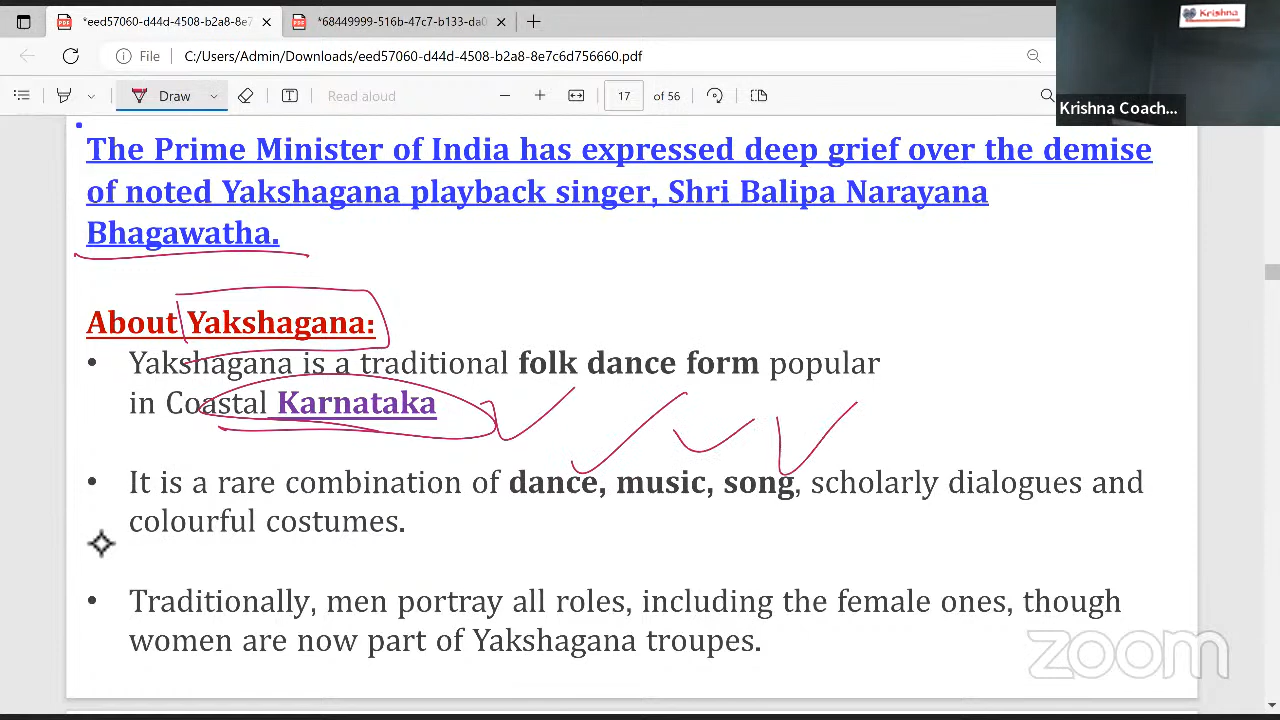 *eed57060-d44d-4508-b2a8-8e7
*68449999-516b-47c7-b133-da0
File C:/Users/Admin/Downloads/eed57060-d44d-4508-b2a8-8e7c6d756660.pdf
Krishna
Draw Read aloud 17 of 56
Krishna Coach...
The Prime Minister of India has expressed deep grief over the demise
of noted Yakshagana playback singer, Shri Balipa Narayana
Bhagawatha.
About Yakshagana:
• Yakshagana is a traditional folk dance form popular
in Coastal Karnataka
• It is a rare combination of dance, music, song, scholarly dialogues and
colourful costumes.
• Traditionally, men portray all roles, including the female ones, though
women are now part of Yakshagana troupes.
zoom